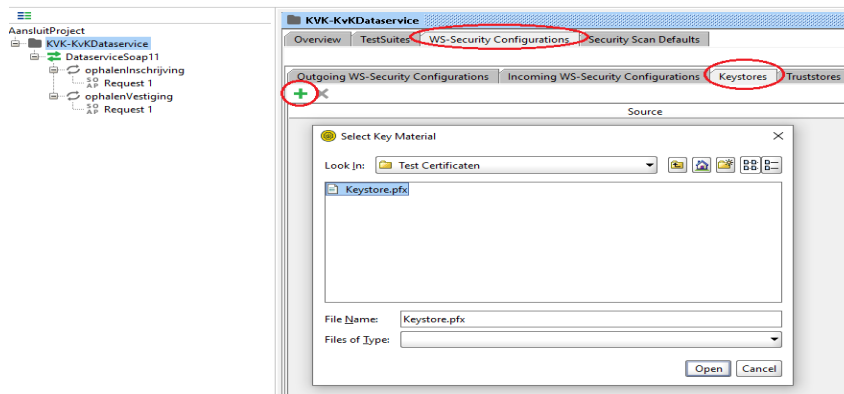 AansluitProject
KVK-KvKDataservice
DataserviceSoap11
ophalenInschrijving
Request 1
ophalenVestiging
Request 1
KVK-KvKDataservice
Overview TestSuites WS-Security Configurations Security Scan Defaults
Outgoing WS-Security Configurations Incoming WS-Security Configurations Keystores Truststores
Source
Select Key Material
Look In: Test Certificaten
Keystore.pfx
File Name: Keystore.pfx
Files of Type:
Open Cancel